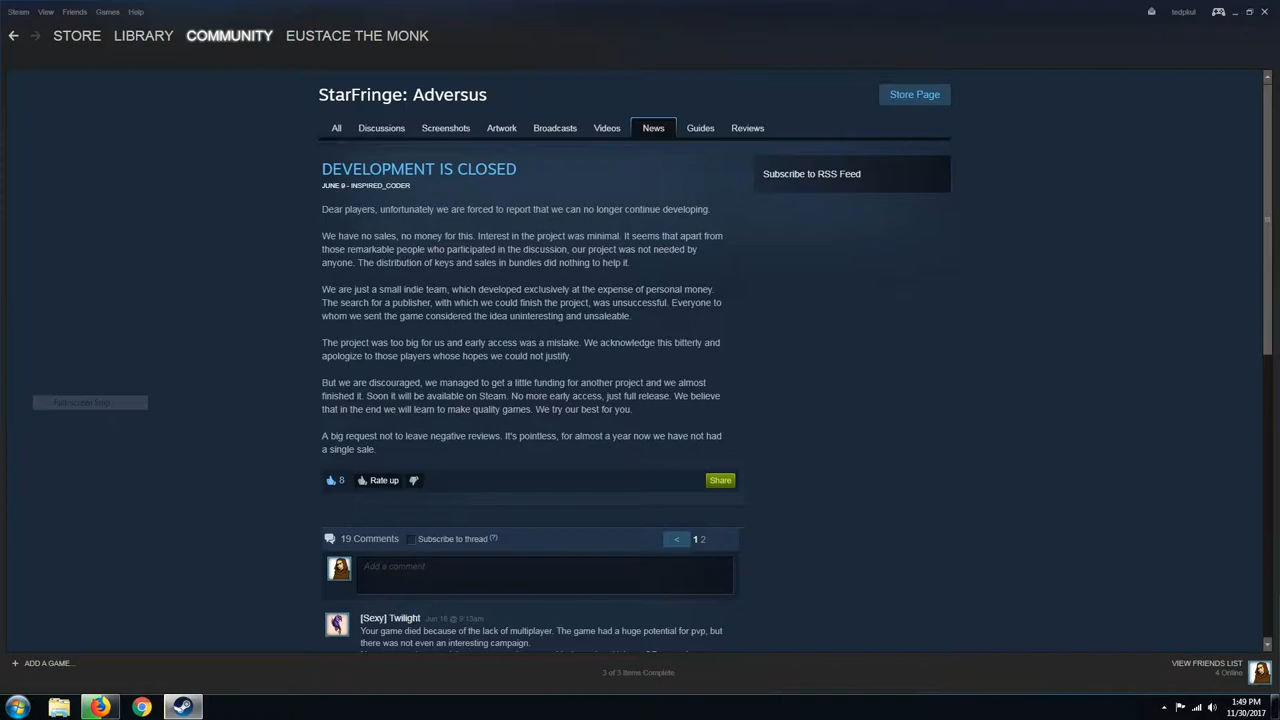 Steam View Friends Games Help
tedpkul
STORE LIBRARY COMMUNITY EUSTACE THE MONK
StarFringe: Adversus
Store Page
All Discussions Screenshots Artwork Broadcasts Videos News Guides Reviews
DEVELOPMENT IS CLOSED
JUNE 9 - INSPIRED_CODER
Subscribe to RSS Feed
Dear players, unfortunately we are forced to report that we can no longer continue developing.
We have no sales, no money for this. Interest in the project was minimal. It seems that apart from
those remarkable people who participated in the discussion, our project was not needed by
anyone. The distribution of keys and sales in bundles did nothing to help it.
We are just a small indie team, which developed exclusively at the expense of personal money.
The search for a publisher, with which we could finish the project, was unsuccessful. Everyone to
whom we sent the game considered the idea uninteresting and unsaleable.
The project was too big for us and early access was a mistake. We acknowledge this bitterly and
apologize to those players whose hopes we could not justify.
But we are discouraged, we managed to get a little funding for another project and we almost
finished it. Soon it will be available on Steam. No more early access, just full release. We believe
that in the end we will learn to make quality games. We try our best for you.
A big request not to leave negative reviews. It's pointless, for almost a year now we have not had
a single sale.
8 Rate up
Share
19 Comments Subscribe to thread (?)
< 1 2
Add a comment
[Sexy] Twilight Jun 16 @ 9:13am
Your game died because of the lack of multiplayer. The game had a huge potential for pvp, but
there was not even an interesting campaign.
+ ADD A GAME...
3 of 3 Items Complete
VIEW FRIENDS LIST
4 Online
1:49 PM
11/30/2017